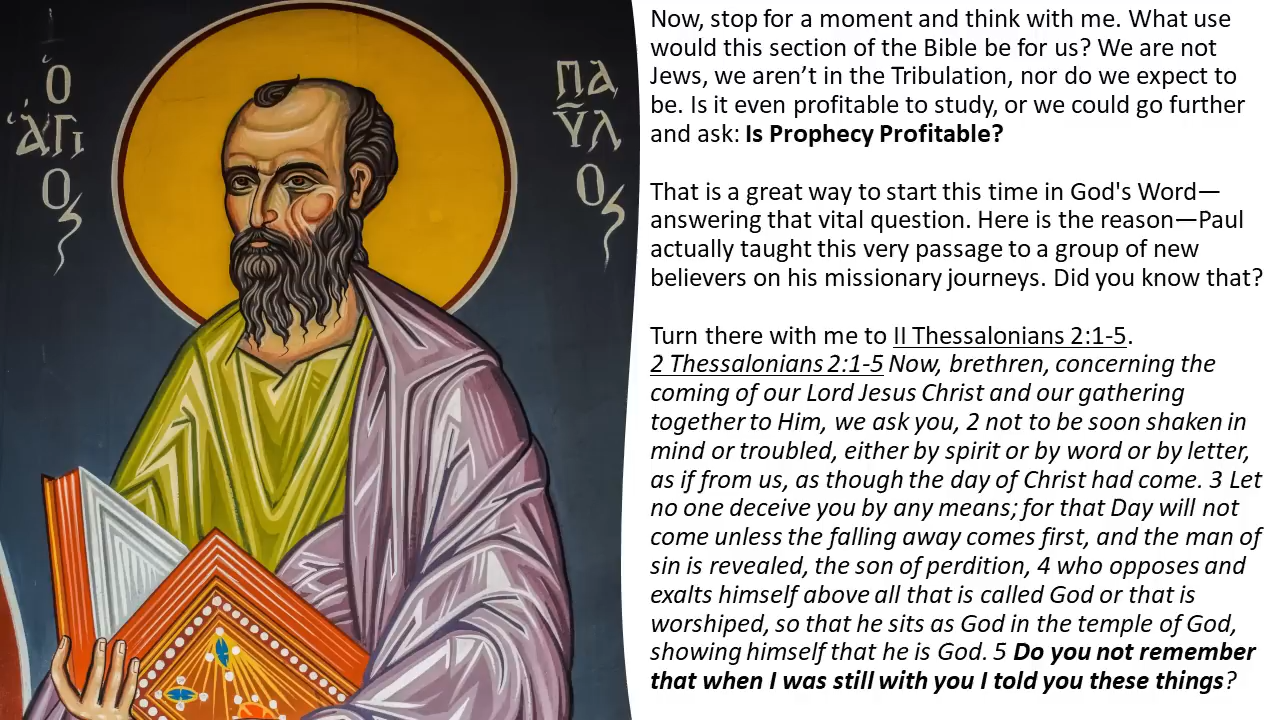 Ὁ
ἍΓΙ
ΟΣ
ΠΑ
ῩΛ
ΟΣ
Now, stop for a moment and think with me. What use
would this section of the Bible be for us? We are not
Jews, we aren’t in the Tribulation, nor do we expect to
be. Is it even profitable to study, or we could go further
and ask: Is Prophecy Profitable?
That is a great way to start this time in God's Word—
answering that vital question. Here is the reason—Paul
actually taught this very passage to a group of new
believers on his missionary journeys. Did you know that?
Turn there with me to II Thessalonians 2:1-5.
2 Thessalonians 2:1-5 Now, brethren, concerning the
coming of our Lord Jesus Christ and our gathering
together to Him, we ask you, 2 not to be soon shaken in
mind or troubled, either by spirit or by word or by letter,
as if from us, as though the day of Christ had come. 3 Let
no one deceive you by any means; for that Day will not
come unless the falling away comes first, and the man of
sin is revealed, the son of perdition, 4 who opposes and
exalts himself above all that is called God or that is
worshiped, so that he sits as God in the temple of God,
showing himself that he is God. 5 Do you not remember
that when I was still with you I told you these things?